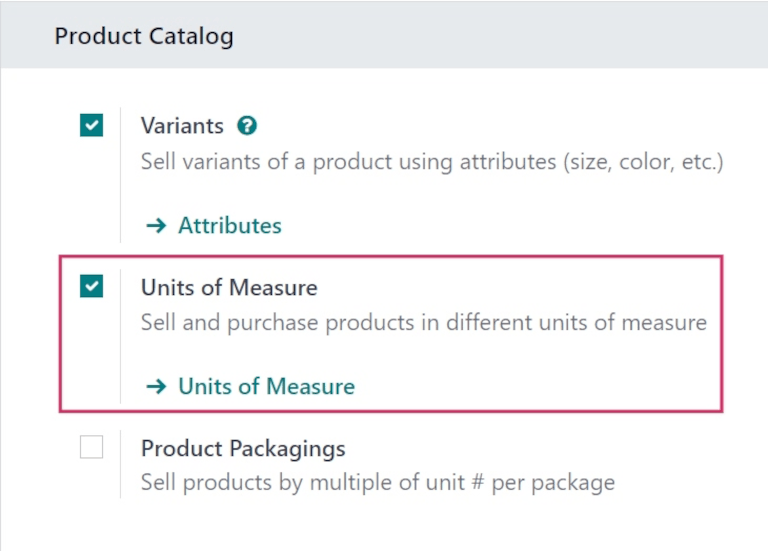 Product Catalog
Variants ?
Sell variants of a product using attributes (size, color, etc.)
→ Attributes
Units of Measure
Sell and purchase products in different units of measure
→ Units of Measure
Product Packagings
Sell products by multiple of unit # per package